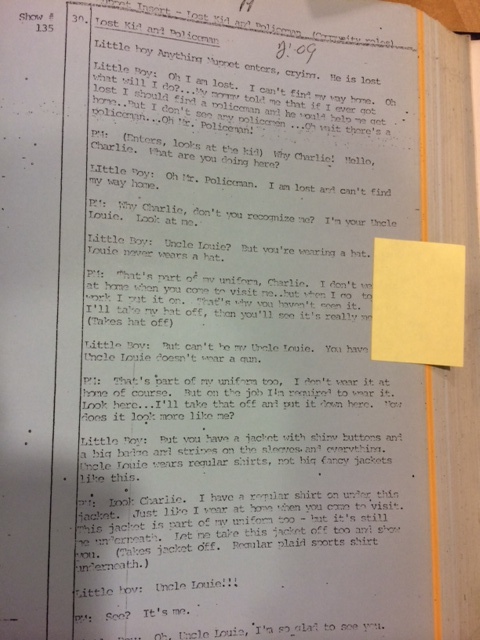 Show #
135
Street Insert - Lost Kid and Policeman (Community roles)
30. Lost Kid and Policeman
2:09
Little boy Anything Muppet enters, crying. He is lost
Little Boy: Oh I am lost. I can't find my way home. Oh
what will I do?...My mommy told me that if I ever got
lost I should find a policeman and he would help me get
home..But I don't see any policemen ...Oh wait there's a
policeman...Oh Mr. Policeman!
PM: (Enters, looks at the kid) Why Charlie! Hello,
Charlie. What are you doing here?
Little Boy: Oh Mr. Policeman. I am lost and can't find
my way home.
PM: Why Charlie, don't you recognize me? I'm your Uncle
Louie. Look at me.
Little Boy: Uncle Louie? But you're wearing a hat.
Louie never wears a hat.
PM: That's part of my uniform, Charlie. I don't
at home when you come to visit me..but when I go to
work I put it on. That's why you haven't seen it.
I'll take my hat off, then you'll see it's really
(Takes hat off)
Little Boy: But can't be my Uncle Louie. You have
Uncle Louie doesn't wear a gun.
PM: That's part of my uniform too, I don't wear it at
home of course. But on the job I'm required to wear it.
Look here...I'll take that off and put it down here. Now
does it look more like me?
Little Boy: But you have a jacket with shiny buttons and
a big badge and stripes on the sleeves and everything.
Uncle Louie wears regular shirts, not big fancy jackets
like this.
PM: Look Charlie. I have a regular shirt on under this
jacket. Just like I wear at home when you come to visit.
This jacket is part of my uniform too - but it's still
me underneath. Let me take this jacket off too and show
you. (Takes jacket off. Regular plaid sports shirt
underneath.)
Little boy: Uncle Louie!!!
PM: See? It's me.
Boy: Oh, Uncle Louie, I'm so glad to see you.